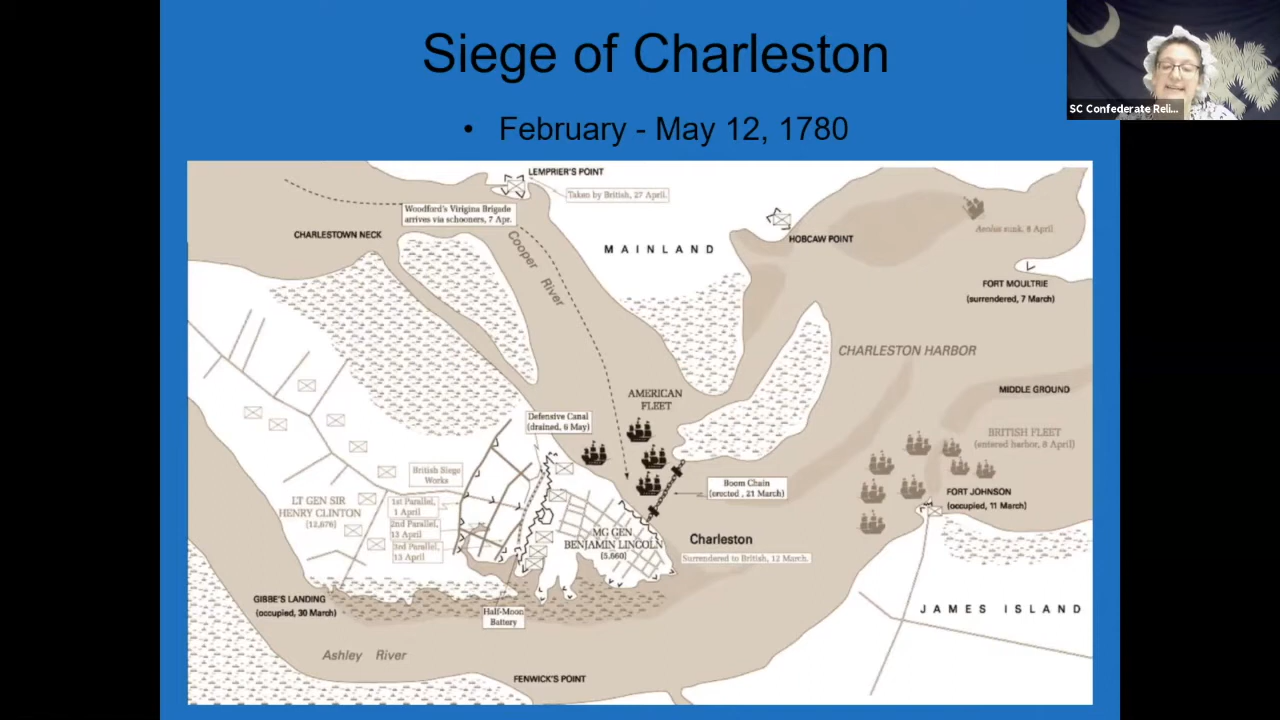 Siege of Charleston
SC Confederate Reli...
• February - May 12, 1780
LEMPRIER'S POINT
Taken by British, 27 April.
Woodford's Virigina Brigade
arrives via schooners, 7 Apr.
CHARLESTOWN NECK
Cooper River
MAINLAND
HOBCAW POINT
Aeolus sunk, 8 April
FORT MOULTRIE
(surrendered, 7 March)
CHARLESTON HARBOR
MIDDLE GROUND
AMERICAN
FLEET
Defensive Canal
(drained, 6 May)
BRITISH FLEET
(entered harbor, 8 April)
British Siege
Works
Boom Chain
(erected , 21 March)
FORT JOHNSON
(occupied, 11 March)
LT GEN SIR
HENRY CLINTON
(12,676)
1st Parallel,
1 April
2nd Parallel,
13 April
3rd Parallel,
13 April
MG GEN
BENJAMIN LINCOLN
(5,660)
Charleston
Surrendered to British, 12 March.
GIBBE'S LANDING
(occupied, 30 March)
Half-Moon
Battery
JAMES ISLAND
Ashley River
FENWICK'S POINT